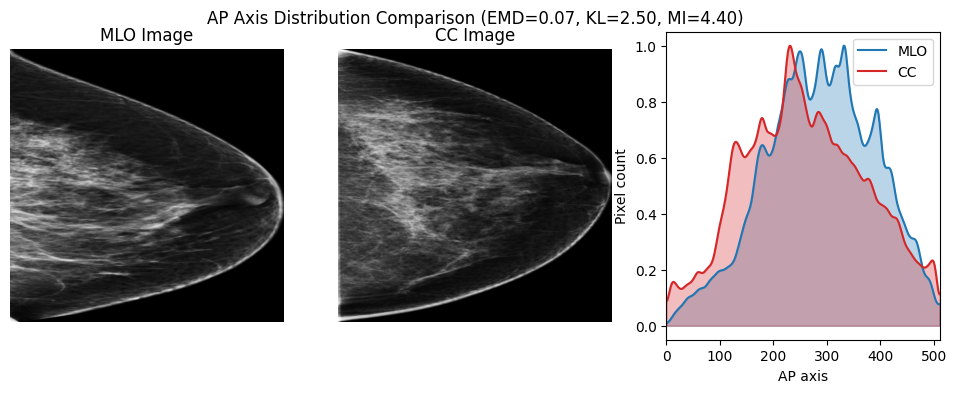 AP Axis Distribution Comparison (EMD=0.07, KL=2.50, MI=4.40)
MLO Image
CC Image
MLO
CC
Pixel count
1.0
0.8
0.6
0.4
0.2
0.0
0 100 200 300 400 500
AP axis